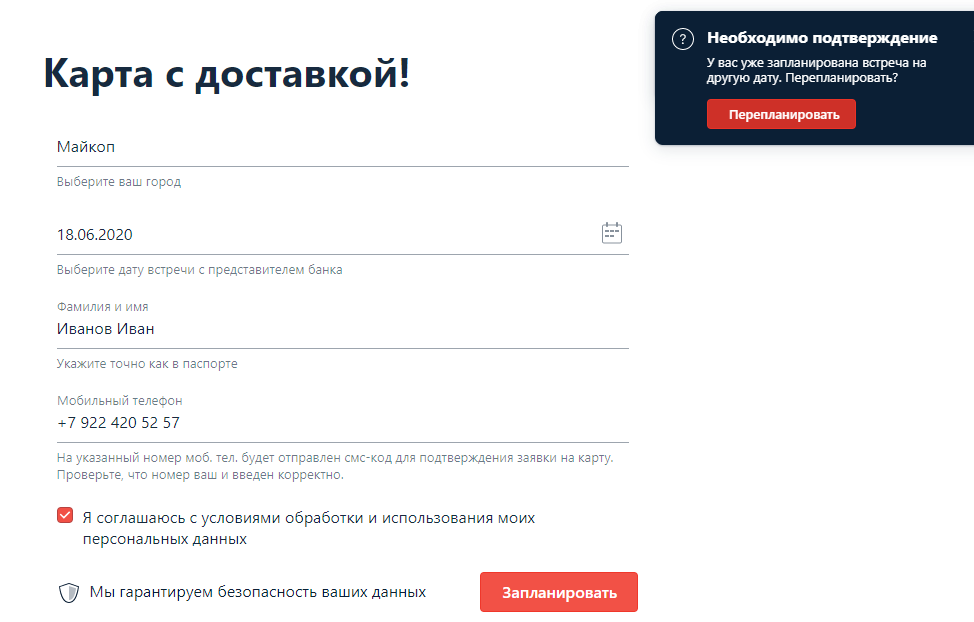 Карта с доставкой!
Майкоп
Выберите ваш город
18.06.2020
Выберите дату встречи с представителем банка
Фамилия и имя
Иванов Иван
Укажите точно как в паспорте
Мобильный телефон
+7 922 420 52 57
На указанный номер моб. тел. будет отправлен смс-код для подтверждения заявки на карту.
Проверьте, что номер ваш и введен корректно.
Я соглашаюсь с условиями обработки и использования моих
персональных данных
Мы гарантируем безопасность ваших данных
Запланировать
Необходимо подтверждение
У вас уже запланирована встреча на
другую дату. Перепланировать?
Перепланировать